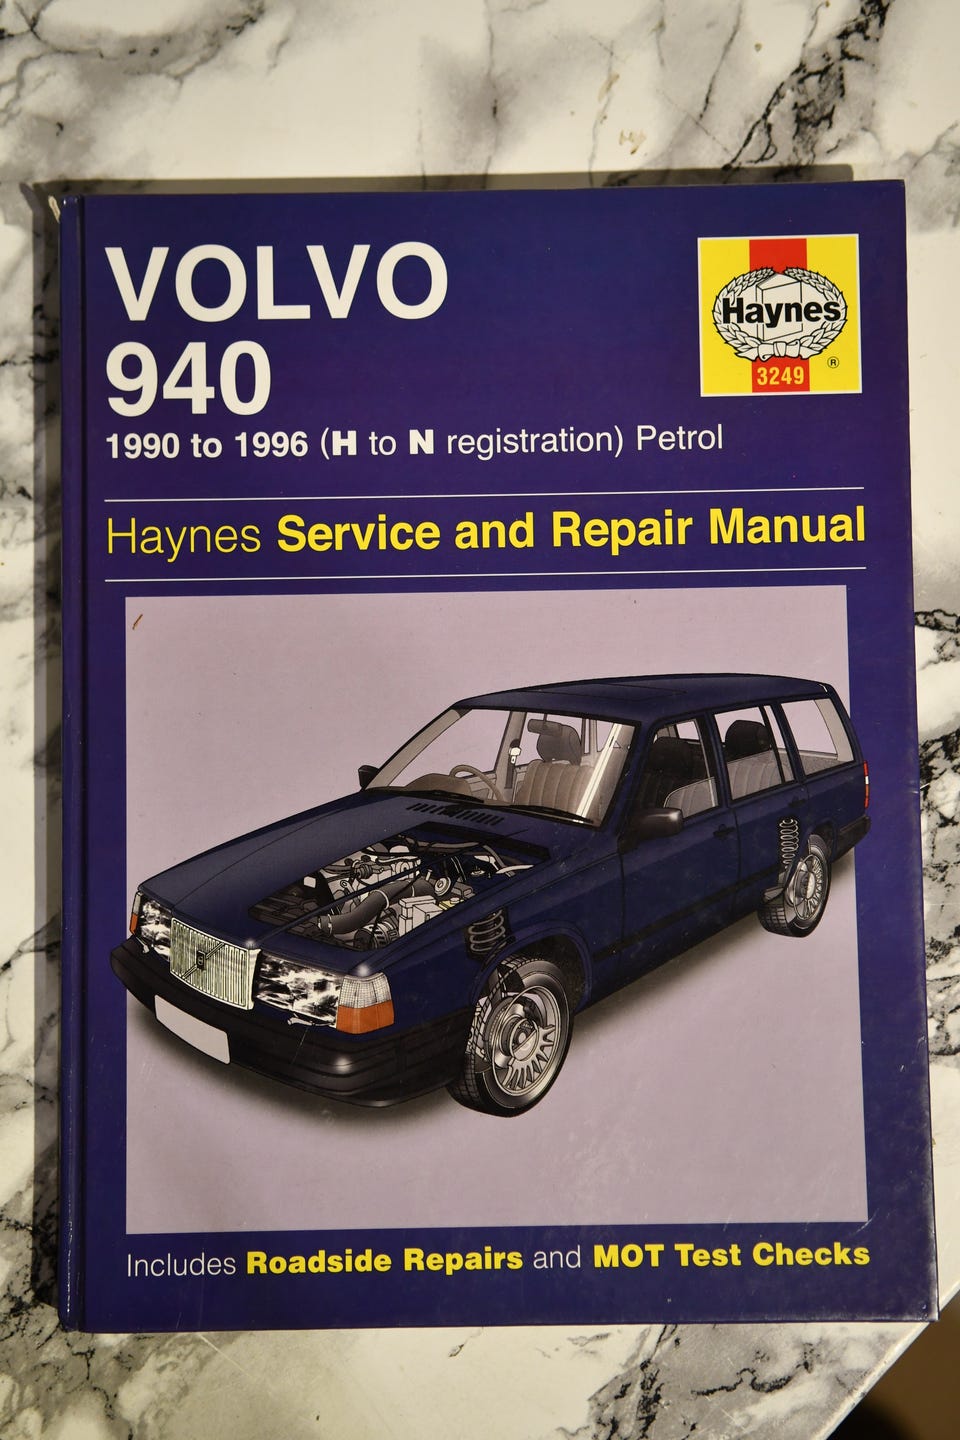 VOLVO
940
1990 to 1996 (H to N registration) Petrol
Haynes
®
3249
Haynes Service and Repair Manual
Includes Roadside Repairs and MOT Test Checks